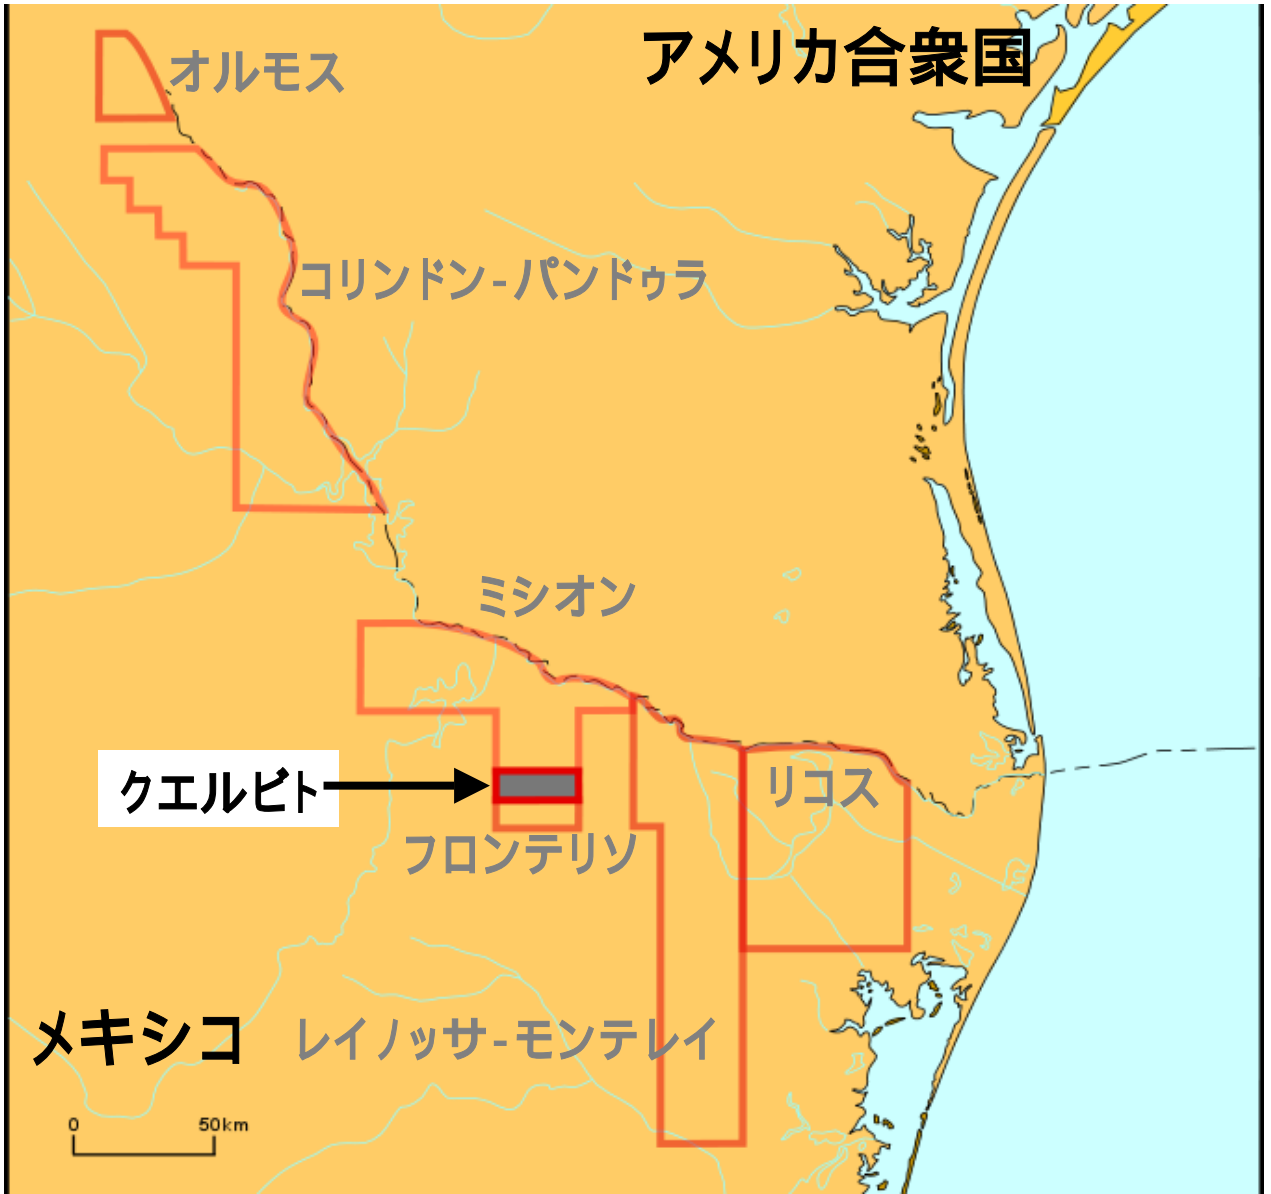 アメリカ合衆国
オルモス
コリンドン-パンドゥラ
ミシオン
クエルビト
リコス
フロンテリソ
メキシコ
レイノッサ-モンテレイ
0 50km